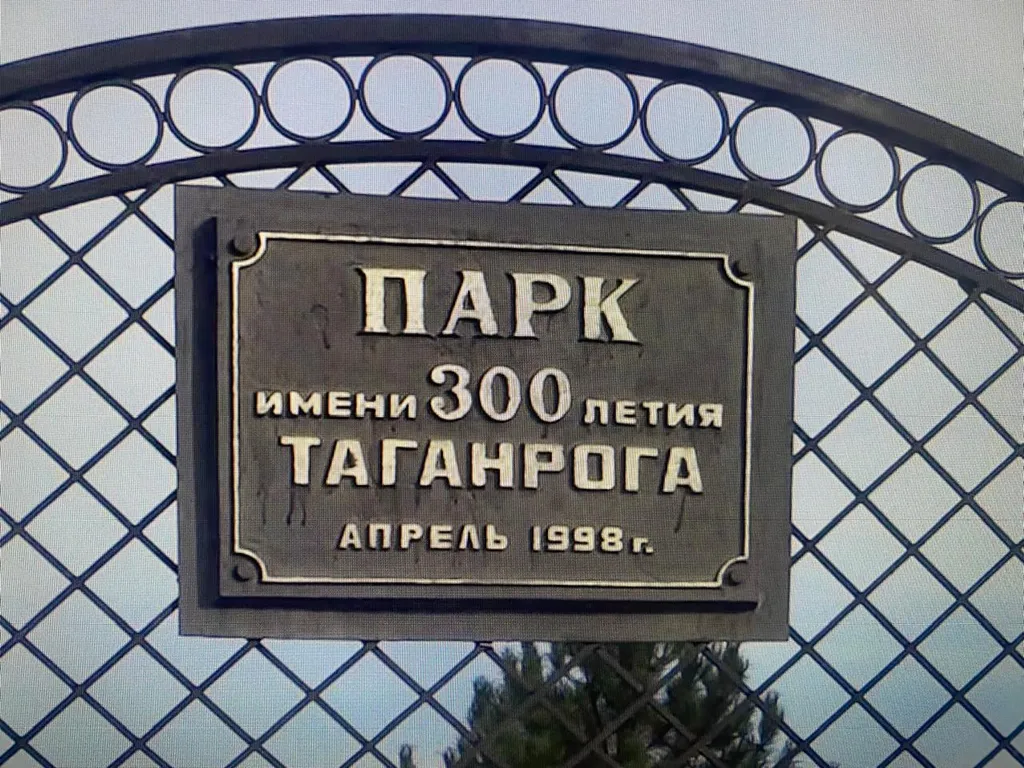 ПАРК
ИМЕНИ 300 ЛЕТИЯ
ТАГАНРОГА
АПРЕЛЬ 1998 г.